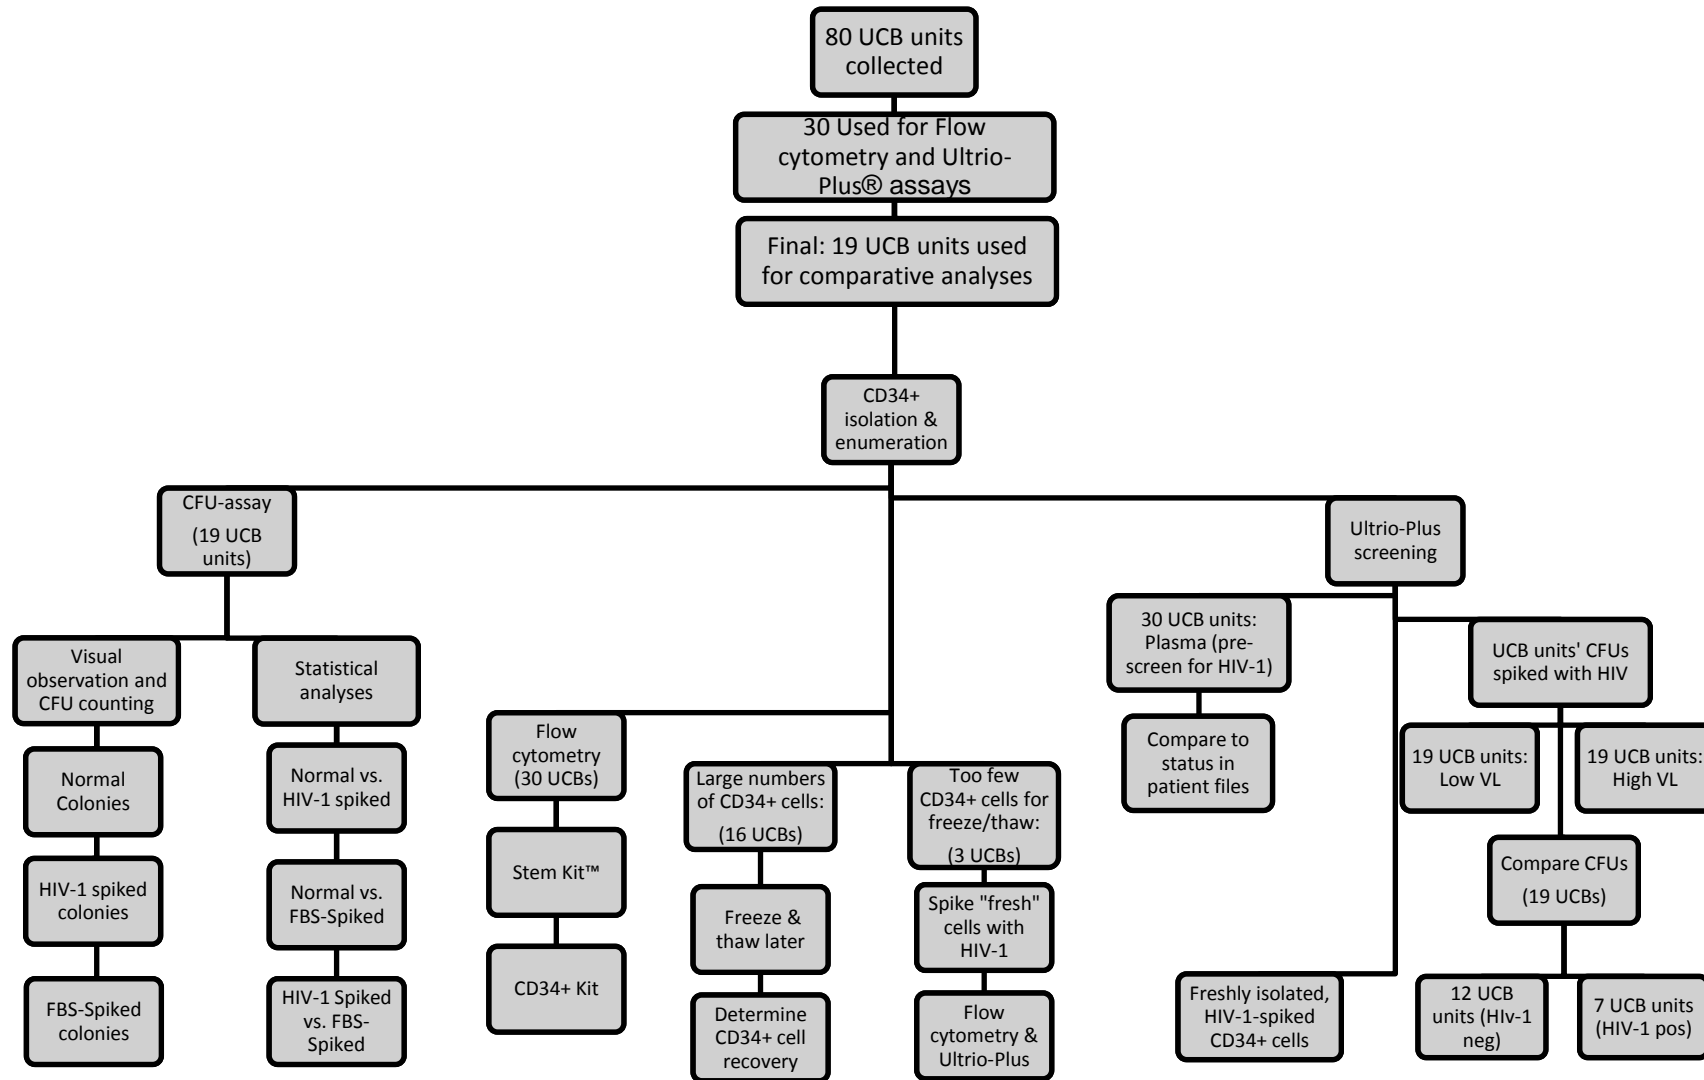 80 UCB units
collected
30 Used for Flow
cytometry and Ultrio-
Plus® assays
Final: 19 UCB units used
for comparative analyses
CD34+
isolation &
enumeration
CFU-assay
(19 UCB
units)
Visual
observation and
CFU counting
Normal
Colonies
HIV-1 spiked
colonies
FBS-Spiked
colonies
Statistical
analyses
Normal vs.
HIV-1 spiked
Normal vs.
FBS-Spiked
HIV-1 Spiked
vs. FBS-
Spiked
Flow
cytometry
(30 UCBs)
Stem Kit™
CD34+ Kit
Large numbers
of CD34+ cells:
(16 UCBs)
Freeze &
thaw later
Determine
CD34+ cell
recovery
Too few
CD34+ cells for
freeze/thaw:
(3 UCBs)
Spike "fresh"
cells with
HIV-1
Flow
cytometry &
Ultrio-Plus
Ultrio-Plus
screening
30 UCB units:
Plasma (pre-
screen for HIV-1)
Compare to
status in
patient files
Freshly isolated,
HIV-1-spiked
CD34+ cells
UCB units' CFUs
spiked with HIV
19 UCB units:
Low VL
19 UCB units:
High VL
Compare CFUs
(19 UCBs)
12 UCB
units (HIv-1
neg)
7 UCB units
(HIV-1 pos)